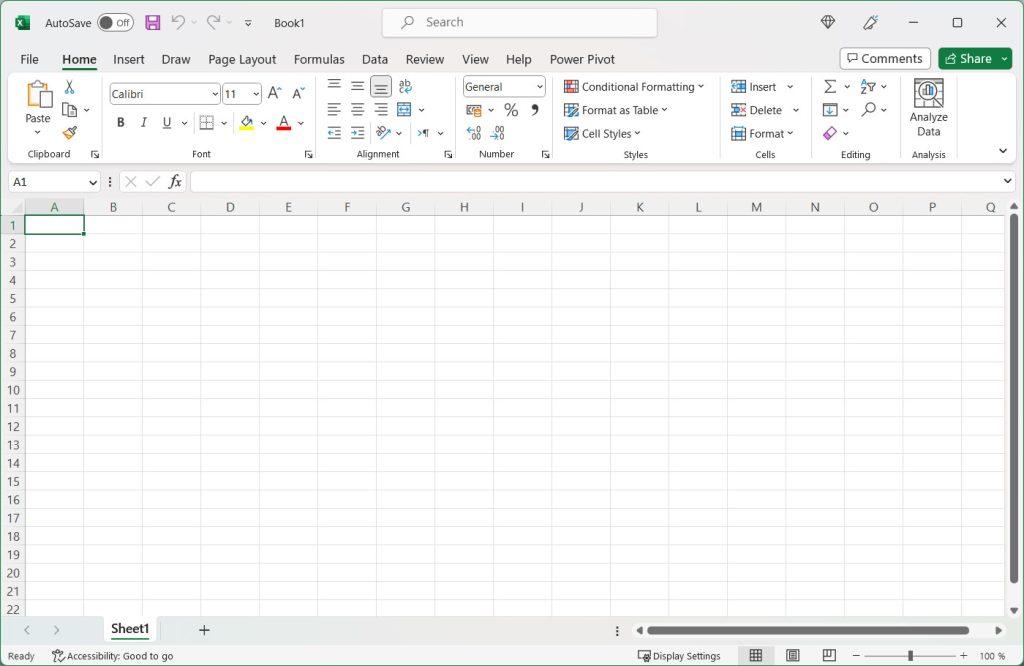 AutoSave Off Book1 Search
File Home Insert Draw Page Layout Formulas Data Review View Help Power Pivot Comments Share
Paste
Clipboard
Calibri 11
B I U A
Font
ab
Alignment
General
% 9
.00
Number
Conditional Formatting
Format as Table
Cell Styles
Styles
Insert
Delete
Format
Cells
Σ
Editing
Analyze
Data
Analysis
A1 fx
A B C D E F G H I J K L M N O P Q
1
2
3
4
5
6
7
8
9
10
11
12
13
14
15
16
17
18
19
20
21
22
Sheet1 +
Ready Accessibility: Good to go Display Settings − + 100 %